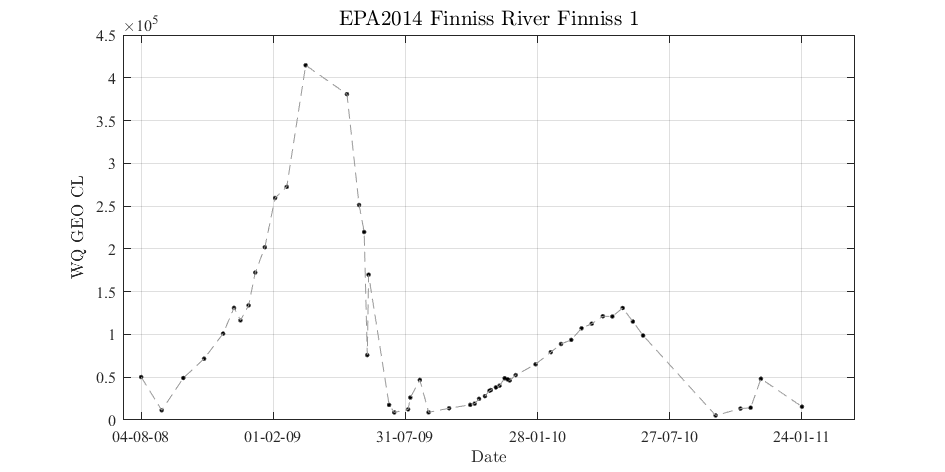 EPA2014 Finniss River Finniss 1
×10⁵
4.5
4
3.5
3
2.5
2
1.5
1
0.5
0
WQ GEO CL
04-08-08 01-02-09 31-07-09 28-01-10 27-07-10 24-01-11
Date